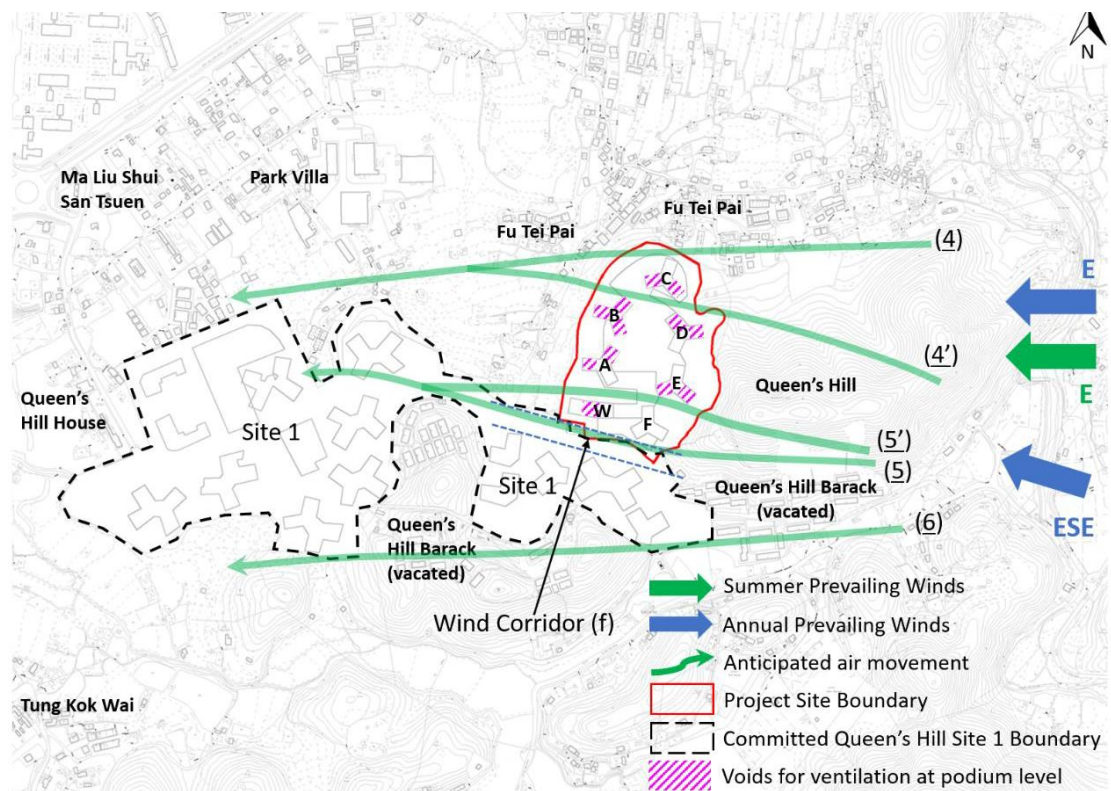 N
Ma Liu Shui
San Tsuen
Park Villa
Fu Tei Pai
Fu Tei Pai
(4)
E
C
B
D
(4')
A
E
Queen's Hill
E
Queen's
Hill House
W
F
Site 1
(5')
(5)
Site 1
Queen's Hill Barack
(vacated)
ESE
Queen's
Hill Barack
(vacated)
(6)
Wind Corridor (f)
Summer Prevailing Winds
Annual Prevailing Winds
Anticipated air movement
Project Site Boundary
Committed Queen's Hill Site 1 Boundary
Voids for ventilation at podium level
Tung Kok Wai